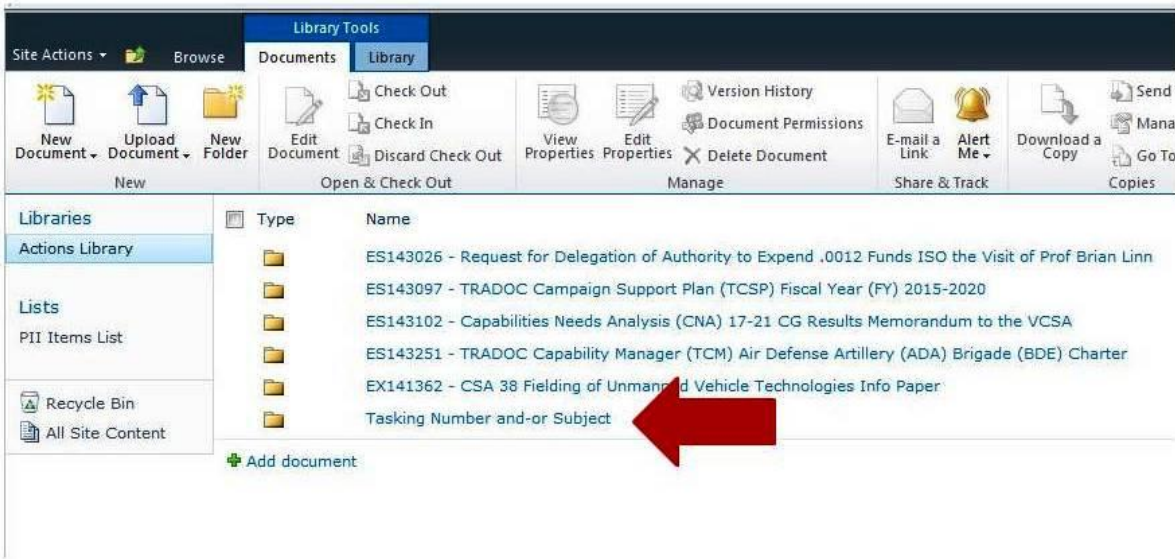 Library Tools
Site Actions Browse Documents Library
New Document Upload Document New Folder Edit Document Check Out
Check In
Discard Check Out
View Properties Edit Properties Version History
Document Permissions
Delete Document
E-mail a Link Alert Me Download a Copy Send
Mana
Go To
New Open & Check Out Manage Share & Track Copies
Libraries
Actions Library
Lists
PII Items List
Recycle Bin
All Site Content
Type Name
ES143026 - Request for Delegation of Authority to Expend .0012 Funds ISO the Visit of Prof Brian Linn
ES143097 - TRADOC Campaign Support Plan (TCSP) Fiscal Year (FY) 2015-2020
ES143102 - Capabilities Needs Analysis (CNA) 17-21 CG Results Memorandum to the VCSA
ES143251 - TRADOC Capability Manager (TCM) Air Defense Artillery (ADA) Brigade (BDE) Charter
EX141362 - CSA 38 Fielding of Unmanned Vehicle Technologies Info Paper
Tasking Number and-or Subject
Add document